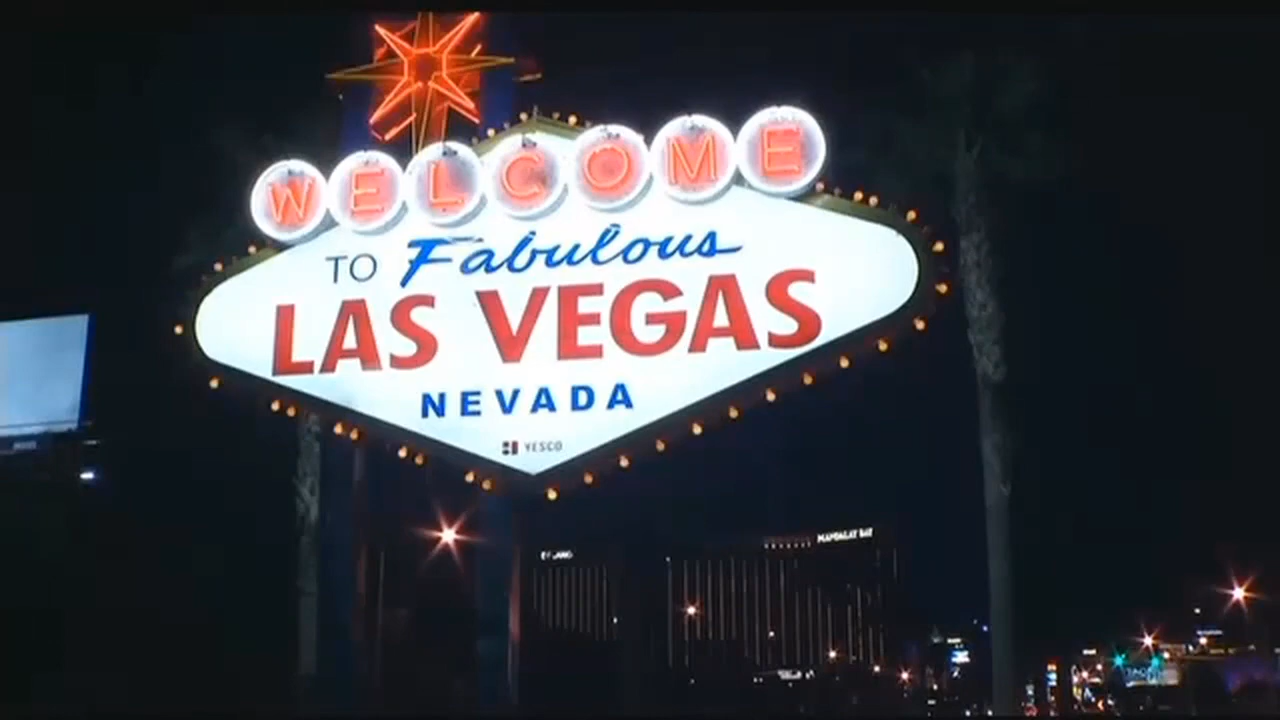 WELCOME
TO Fabulous
LAS VEGAS
NEVADA
YESCO
MANDALAY BAY